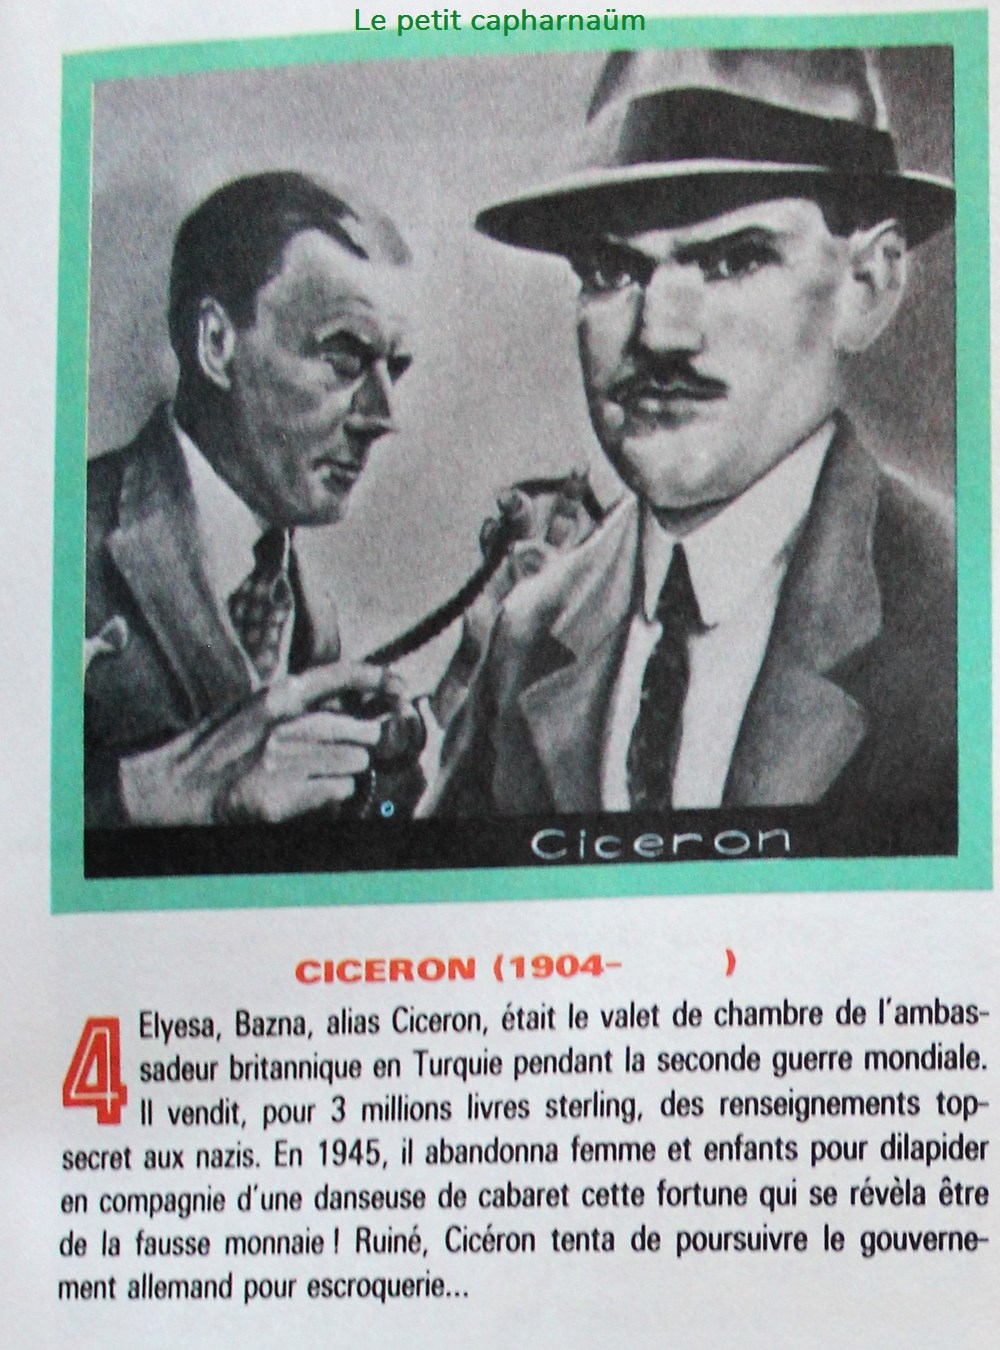 Le petit capharnaüm
Ciceron
CICERON (1904- )
4 Elyesa, Bazna, alias Ciceron, était le valet de chambre de l'ambas-
sadeur britannique en Turquie pendant la seconde guerre mondiale.
Il vendit, pour 3 millions livres sterling, des renseignements top-
secret aux nazis. En 1945, il abandonna femme et enfants pour dilapider
en compagnie d'une danseuse de cabaret cette fortune qui se révèla être
de la fausse monnaie ! Ruiné, Cicéron tenta de poursuivre le gouverne-
ment allemand pour escroquerie...